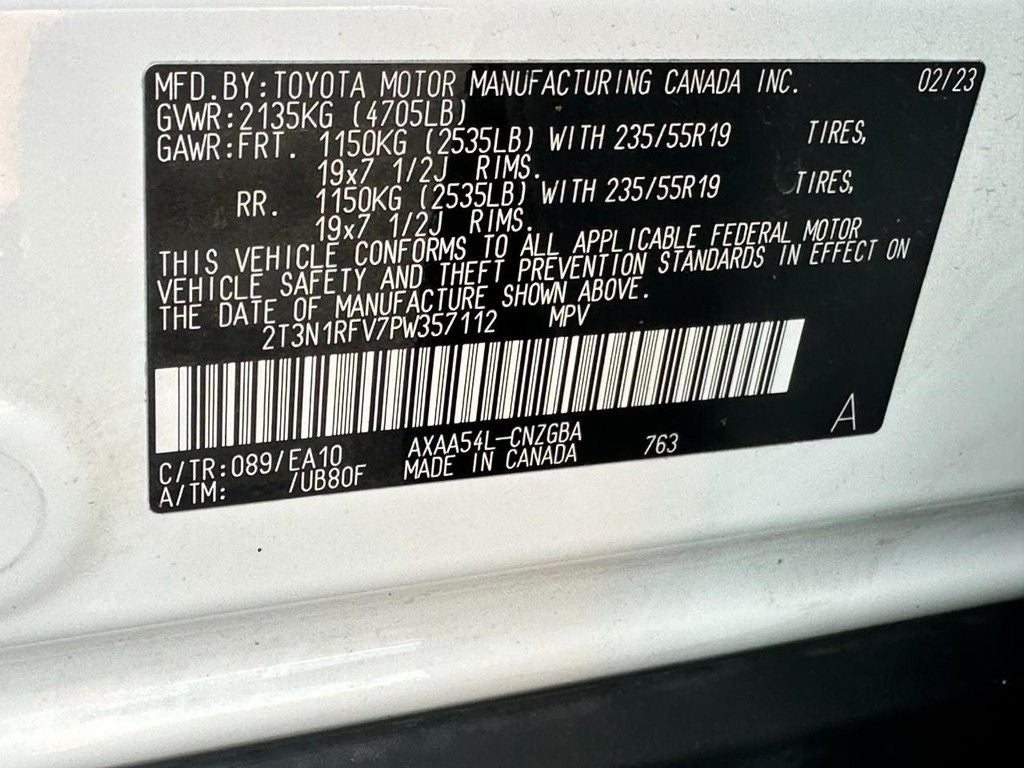 MFD.BY:TOYOTA MOTOR MANUFACTURING CANADA INC. 02/23
GVWR:2135KG (4705LB)
GAWR:FRT. 1150KG (2535LB) WITH 235/55R19 TIRES,
19x7 1/2J RIMS.
RR. 1150KG (2535LB) WITH 235/55R19 TIRES,
19x7 1/2J RIMS.
THIS VEHICLE CONFORMS TO ALL APPLICABLE FEDERAL MOTOR
VEHICLE SAFETY AND THEFT PREVENTION STANDARDS IN EFFECT ON
THE DATE OF MANUFACTURE SHOWN ABOVE.
2T3N1RFV7PW357112 MPV
C/TR:089/EA10 AXAA54L-CNZGBA 763 A
A/TM: /UB80F MADE IN CANADA